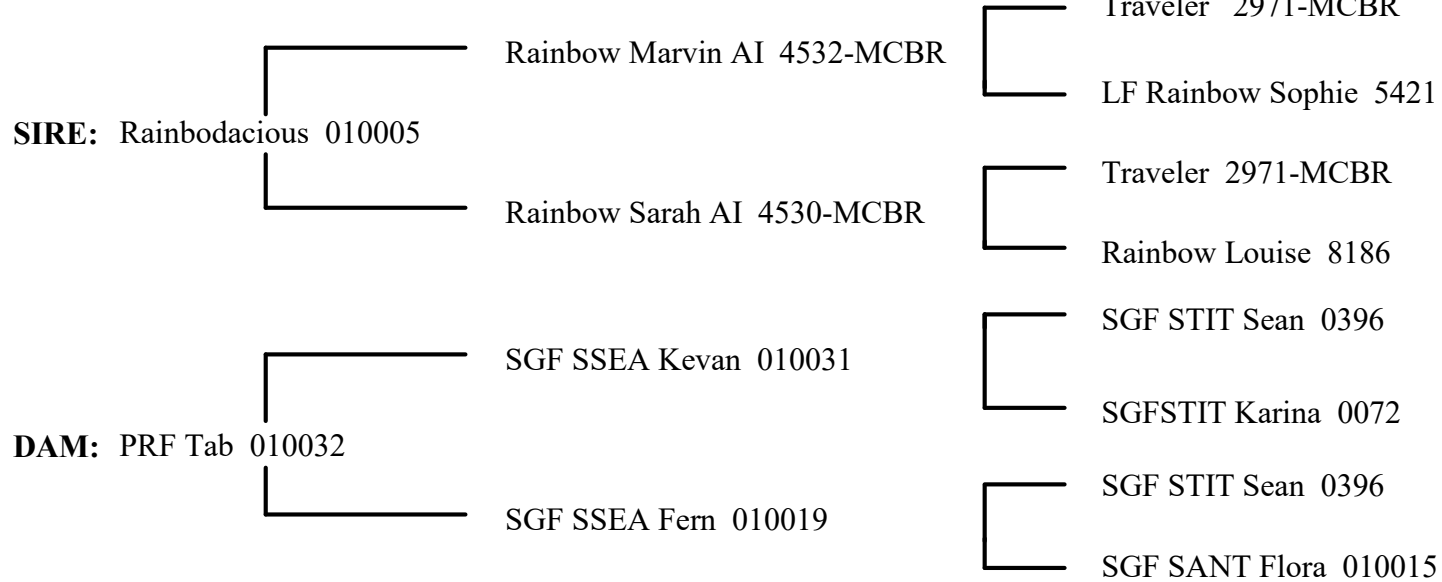 Traveler 2971-MCBR
Rainbow Marvin AI 4532-MCBR
LF Rainbow Sophie 5421
SIRE: Rainbodacious 010005
Traveler 2971-MCBR
Rainbow Sarah AI 4530-MCBR
Rainbow Louise 8186
SGF STIT Sean 0396
SGF SSEA Kevan 010031
SGFSTIT Karina 0072
DAM: PRF Tab 010032
SGF STIT Sean 0396
SGF SSEA Fern 010019
SGF SANT Flora 010015